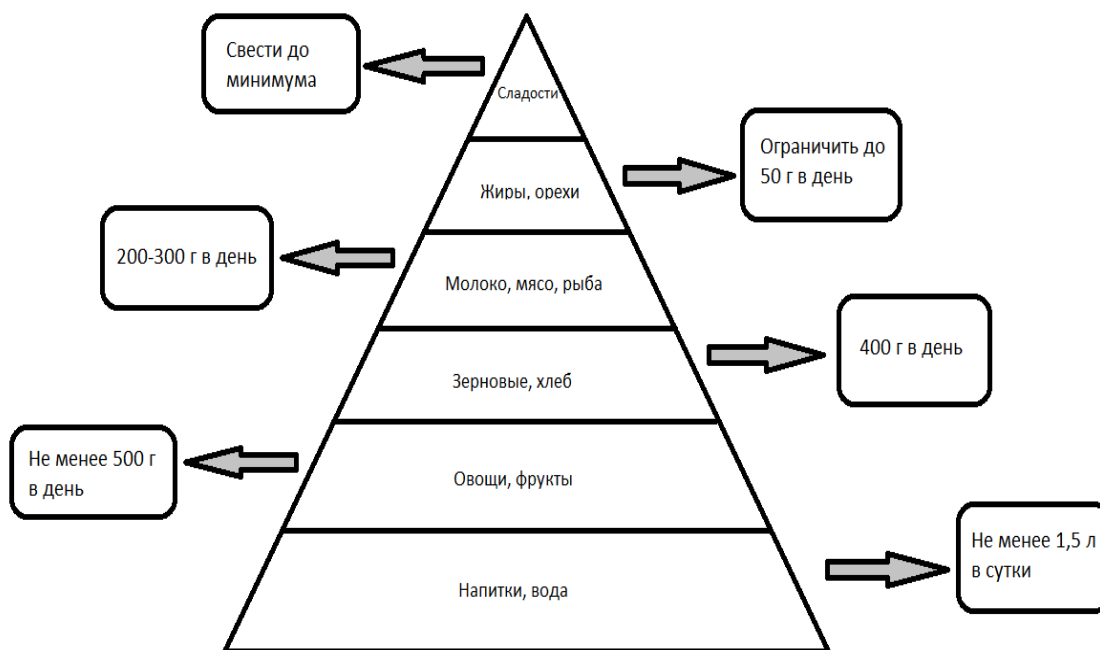 Свести до
минимума
Сладости
Ограничить до
50 г в день
Жиры, орехи
200-300 г в день
Молоко, мясо, рыба
400 г в день
Зерновые, хлеб
Не менее 500 г
в день
Овощи, фрукты
Не менее 1,5 л
в сутки
Напитки, вода